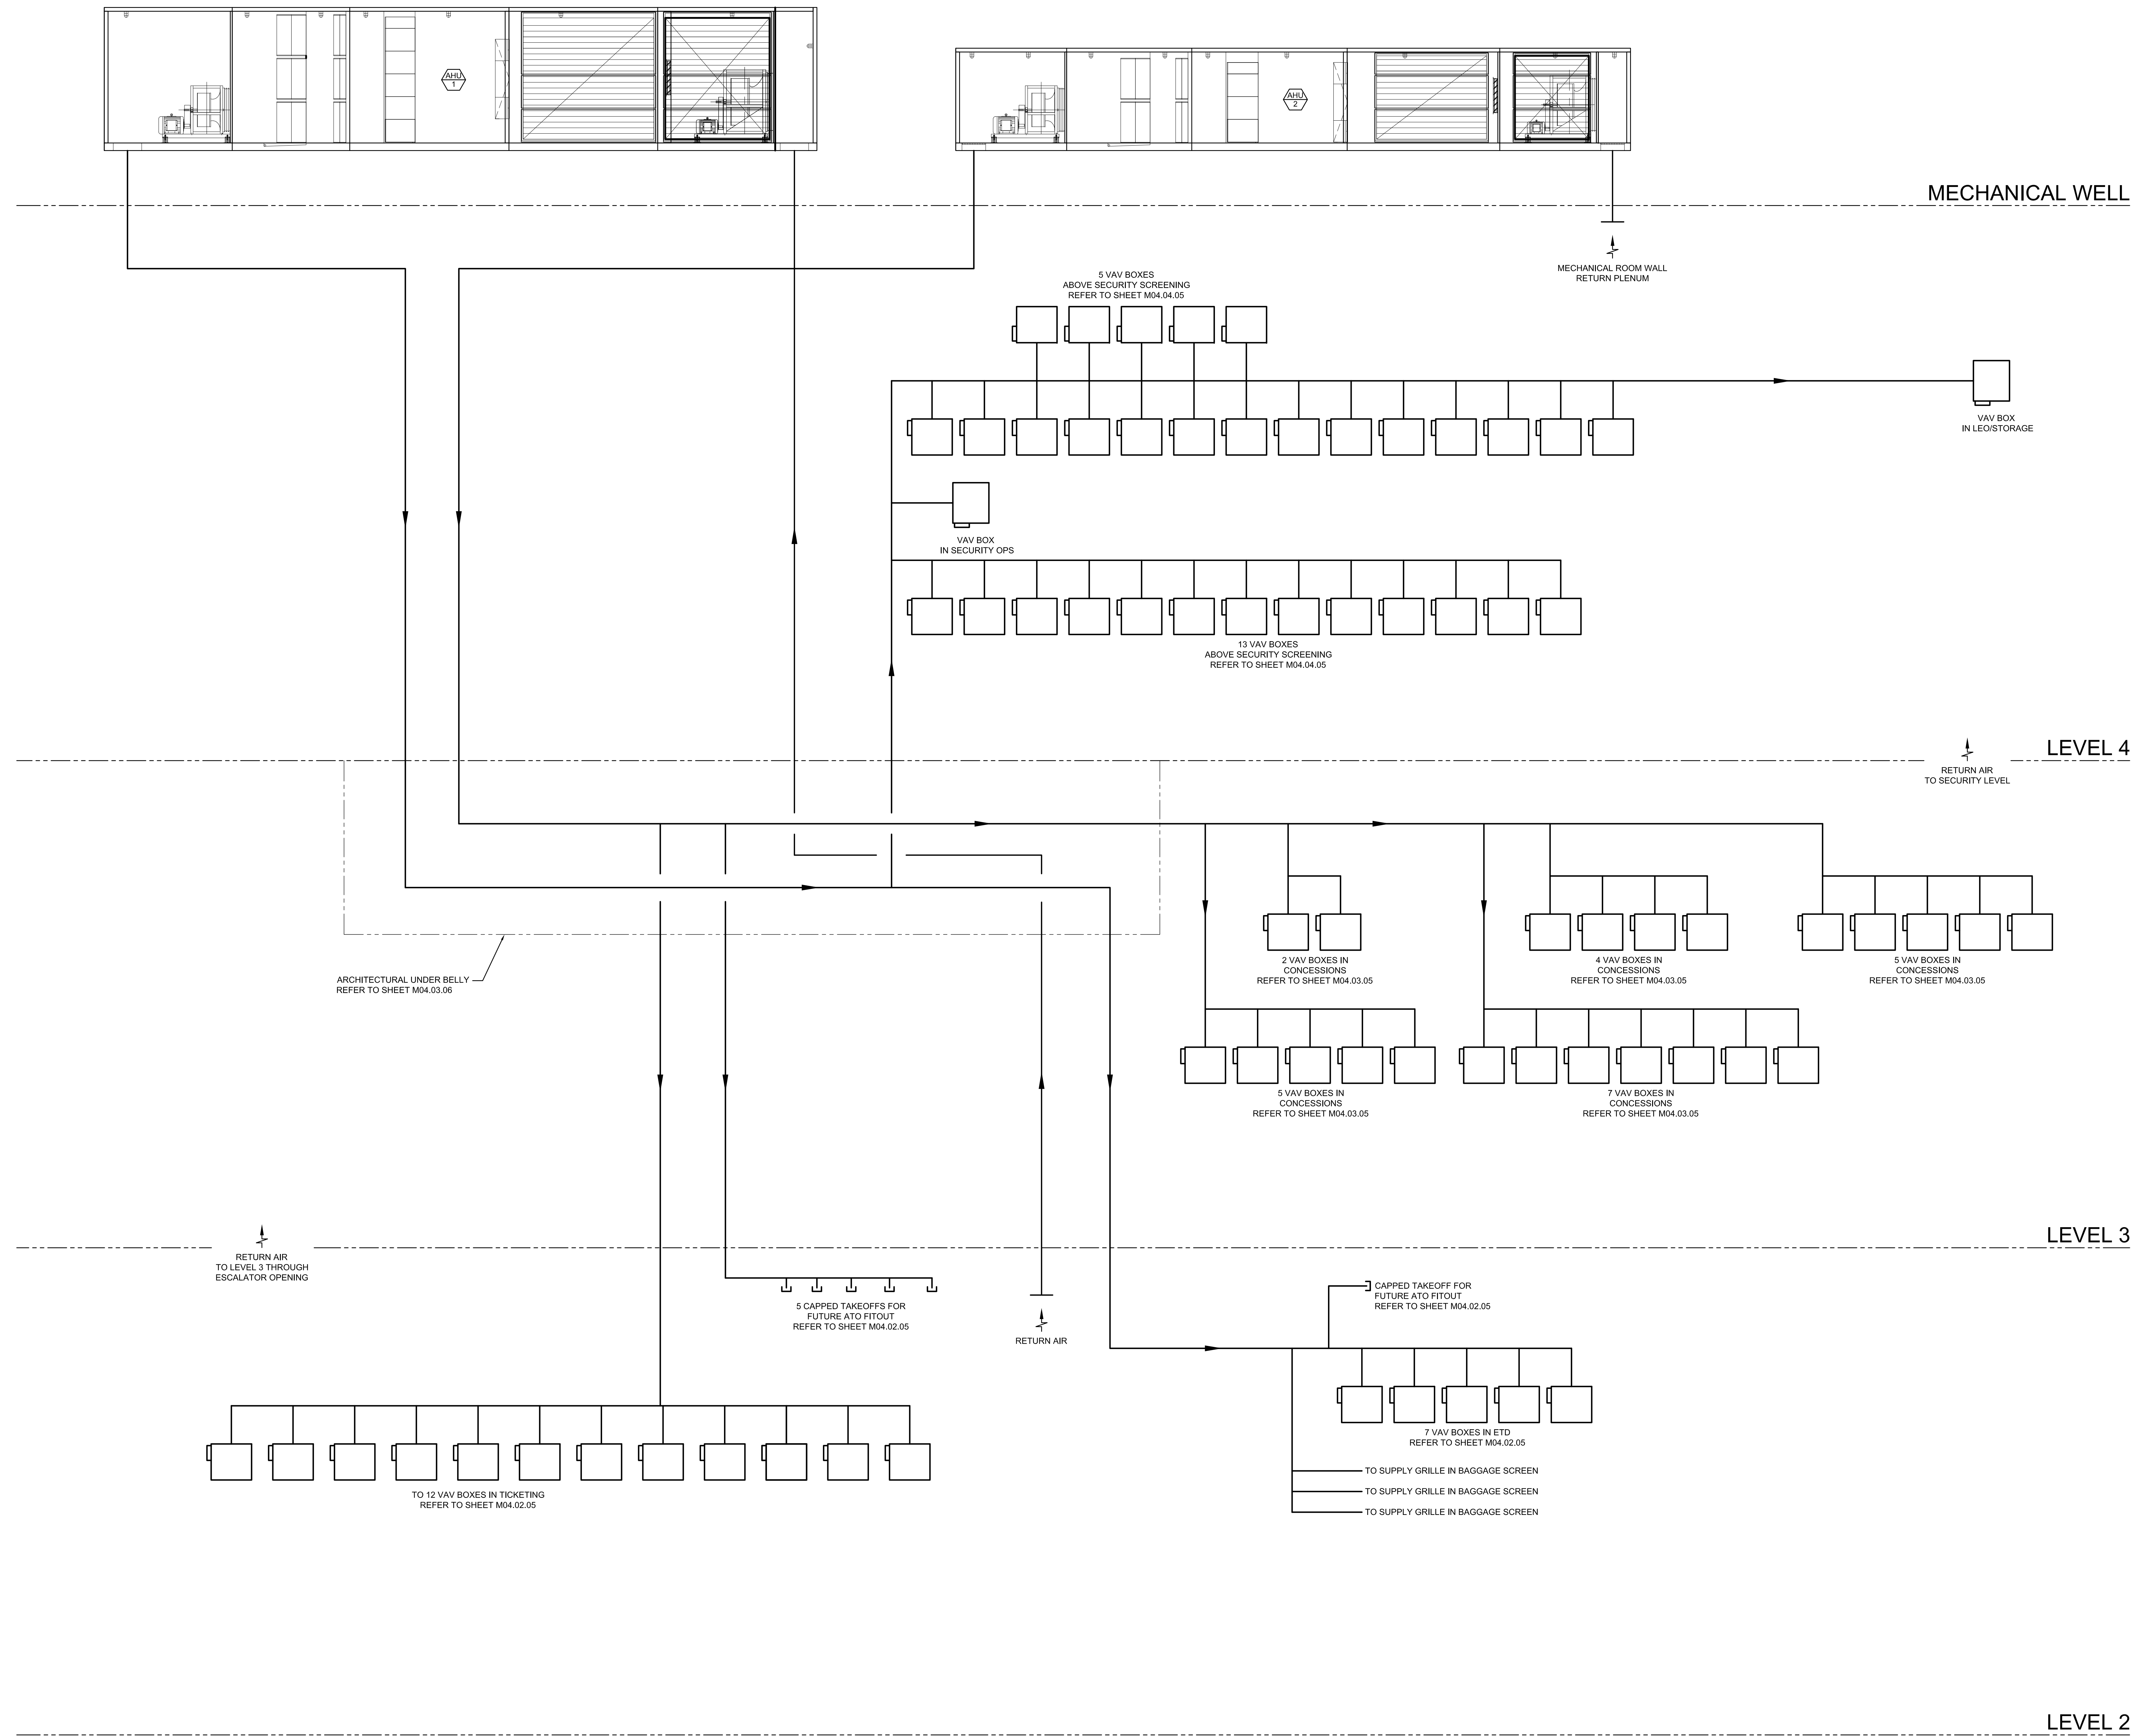 AHU
1
AHU
2
MECHANICAL WELL
MECHANICAL ROOM WALL
RETURN PLENUM
5 VAV BOXES
ABOVE SECURITY SCREENING
REFER TO SHEET M04.04.05
VAV BOX
IN LEO/STORAGE
VAV BOX
IN SECURITY OPS
13 VAV BOXES
ABOVE SECURITY SCREENING
REFER TO SHEET M04.04.05
LEVEL 4
RETURN AIR
TO SECURITY LEVEL
ARCHITECTURAL UNDER BELLY
REFER TO SHEET M04.03.06
2 VAV BOXES IN
CONCESSIONS
REFER TO SHEET M04.03.05
4 VAV BOXES IN
CONCESSIONS
REFER TO SHEET M04.03.05
5 VAV BOXES IN
CONCESSIONS
REFER TO SHEET M04.03.05
5 VAV BOXES IN
CONCESSIONS
REFER TO SHEET M04.03.05
7 VAV BOXES IN
CONCESSIONS
REFER TO SHEET M04.03.05
LEVEL 3
RETURN AIR
TO LEVEL 3 THROUGH
ESCALATOR OPENING
5 CAPPED TAKEOFFS FOR
FUTURE ATO FITOUT
REFER TO SHEET M04.02.05
RETURN AIR
CAPPED TAKEOFF FOR
FUTURE ATO FITOUT
REFER TO SHEET M04.02.05
7 VAV BOXES IN ETD
REFER TO SHEET M04.02.05
TO SUPPLY GRILLE IN BAGGAGE SCREEN
TO SUPPLY GRILLE IN BAGGAGE SCREEN
TO SUPPLY GRILLE IN BAGGAGE SCREEN
TO 12 VAV BOXES IN TICKETING
REFER TO SHEET M04.02.05
LEVEL 2